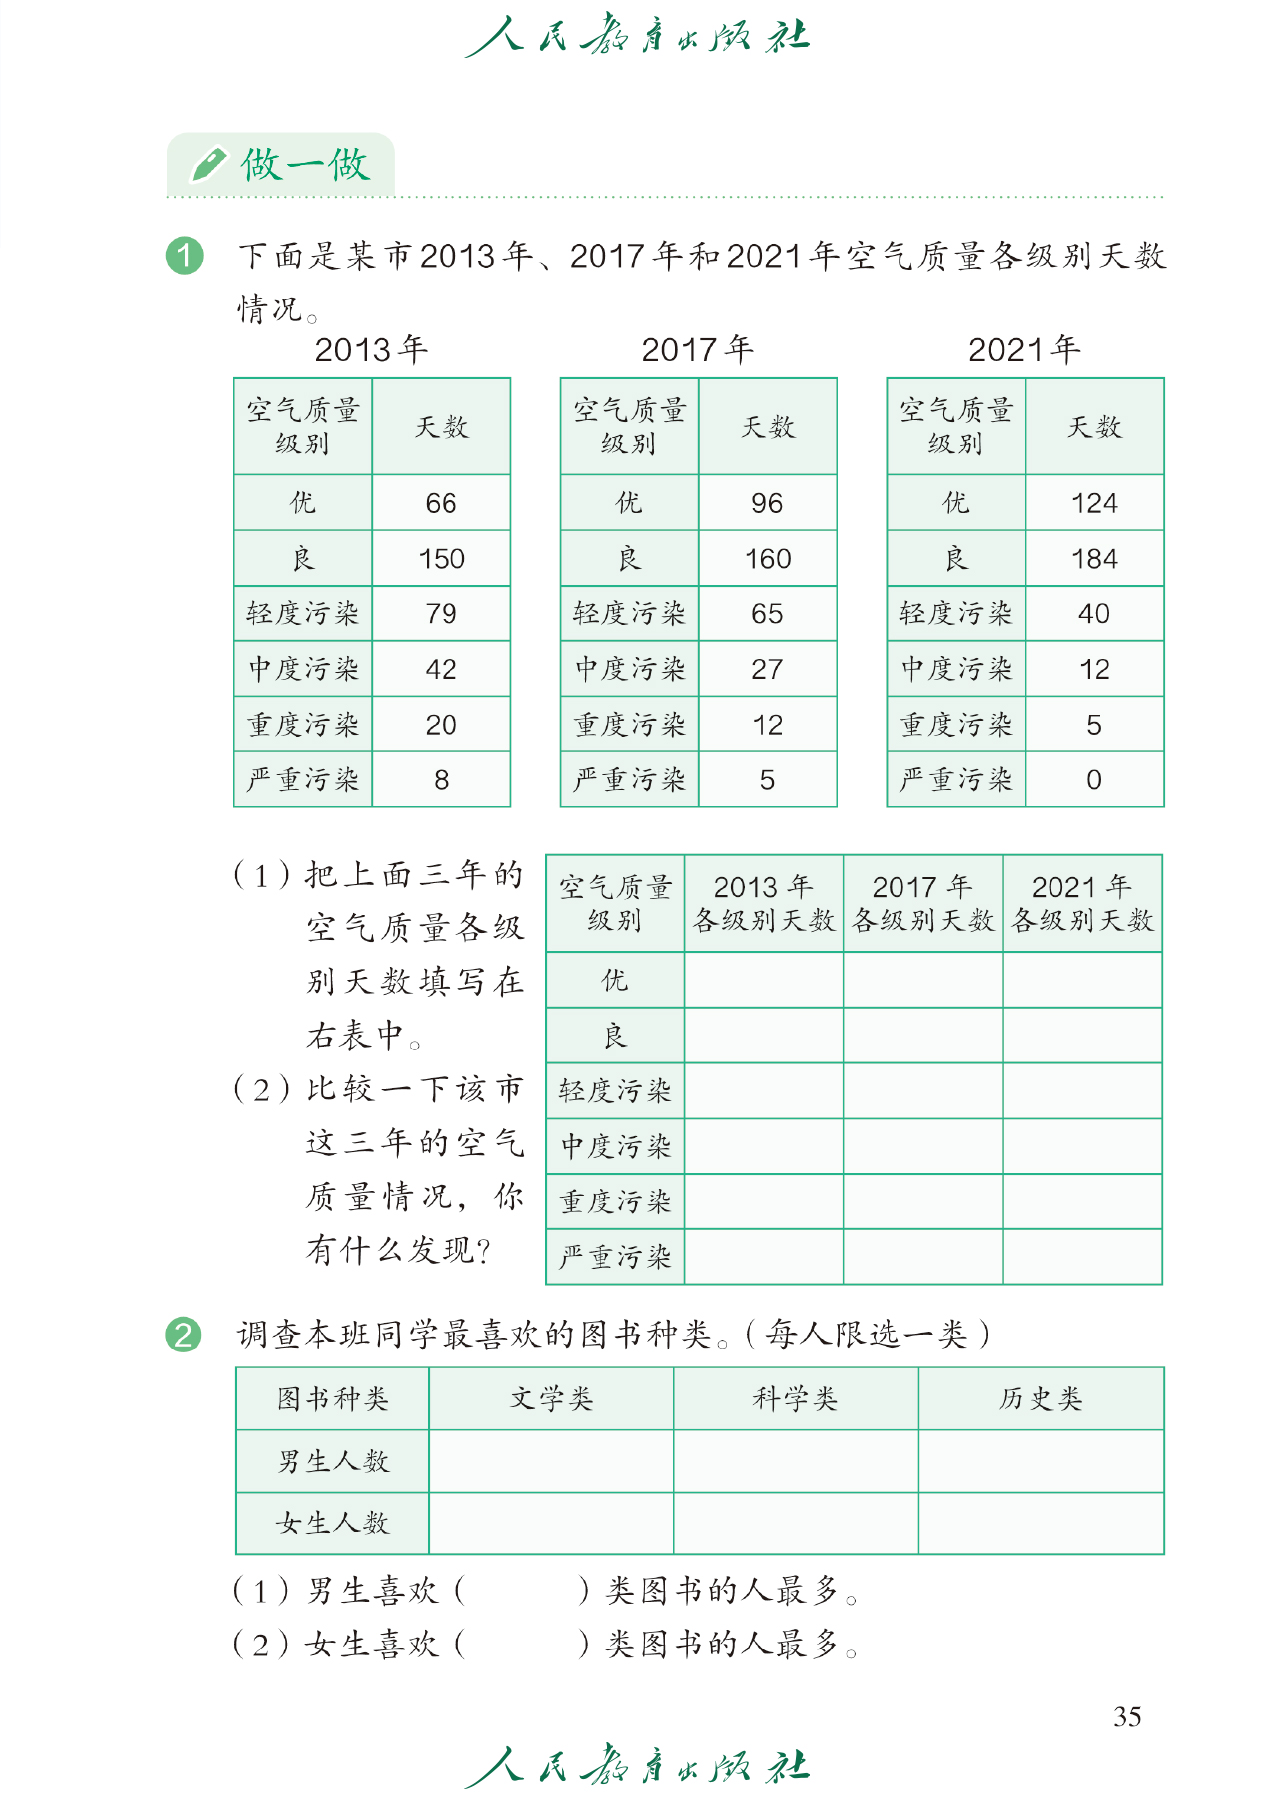 人民教育出版社
做一做
1 下面是某市2013年、2017年和2021年空气质量各级别天数
情况。
2013年 2017年 2021年
空气质量级别 天数 空气质量级别 天数 空气质量级别 天数
优 66 优 96 优 124
良 150 良 160 良 184
轻度污染 79 轻度污染 65 轻度污染 40
中度污染 42 中度污染 27 中度污染 12
重度污染 20 重度污染 12 重度污染 5
严重污染 8 严重污染 5 严重污染 0
（1）把上面三年的
空气质量各级
别天数填写在
右表中。
（2）比较一下该市
这三年的空气
质量情况，你
有什么发现？
空气质量级别 2013年各级别天数 2017年各级别天数 2021年各级别天数
优
良
轻度污染
中度污染
重度污染
严重污染
2 调查本班同学最喜欢的图书种类。（每人限选一类）
图书种类 文学类 科学类 历史类
男生人数
女生人数
（1）男生喜欢（ ）类图书的人最多。
（2）女生喜欢（ ）类图书的人最多。
35
人民教育出版社